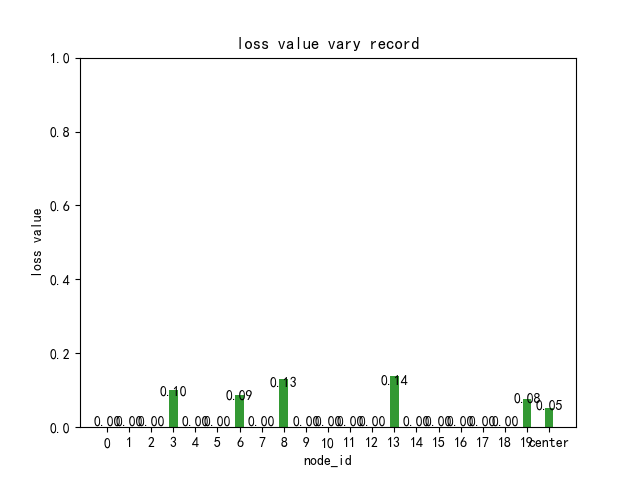 loss value vary record
1.0
0.8
0.6
0.4
0.2
0.0
loss value
0.00 0.00 0.00 0.10 0.00 0.00 0.09 0.00 0.13 0.00 0.00 0.00 0.00 0.14 0.00 0.00 0.00 0.00 0.00 0.08 0.05
0 1 2 3 4 5 6 7 8 9 10 11 12 13 14 15 16 17 18 19 center
node_id